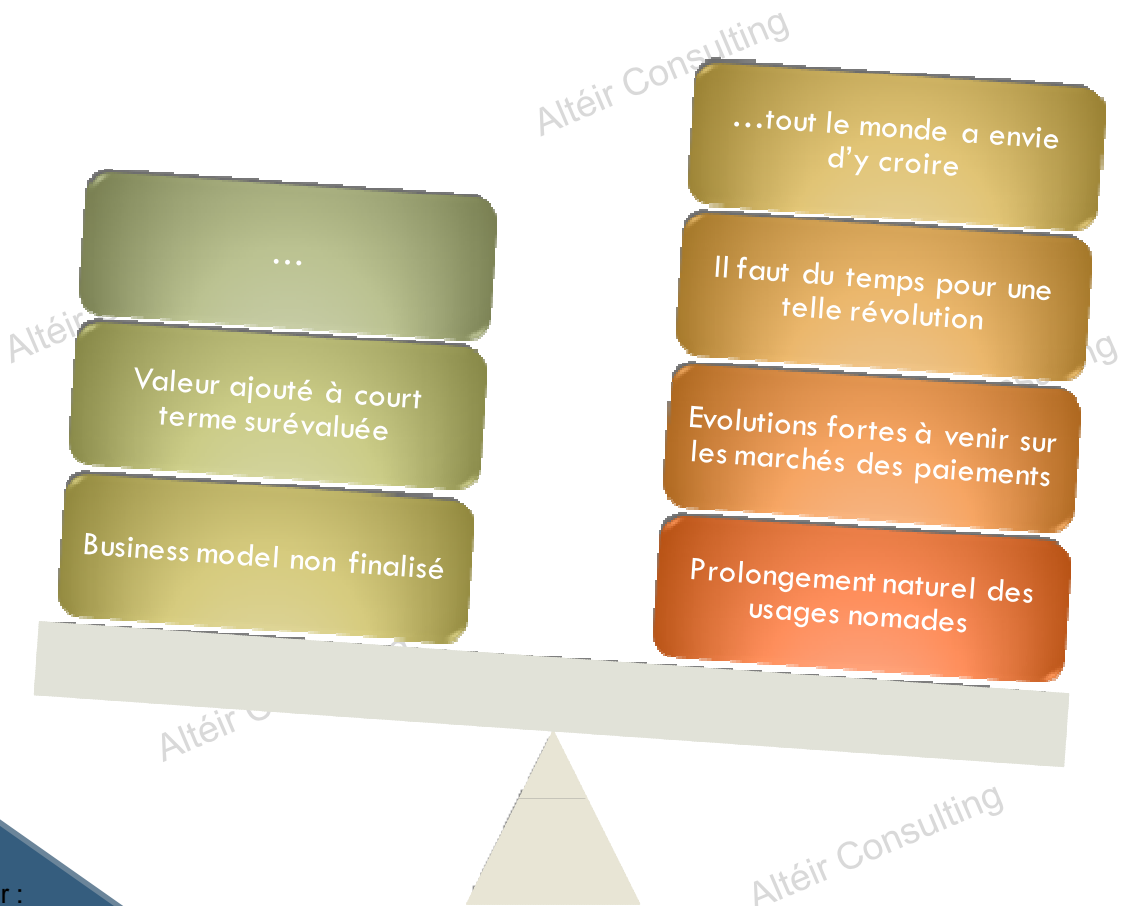 Altéir Consulting
…tout le monde a envie
d’y croire
Il faut du temps pour une
telle révolution
Evolutions fortes à venir sur
les marchés des paiements
Prolongement naturel des
usages nomades
…
Valeur ajouté à court
terme surévaluée
Business model non finalisé
Altéir
Altéir
Altéir Consulting
r :